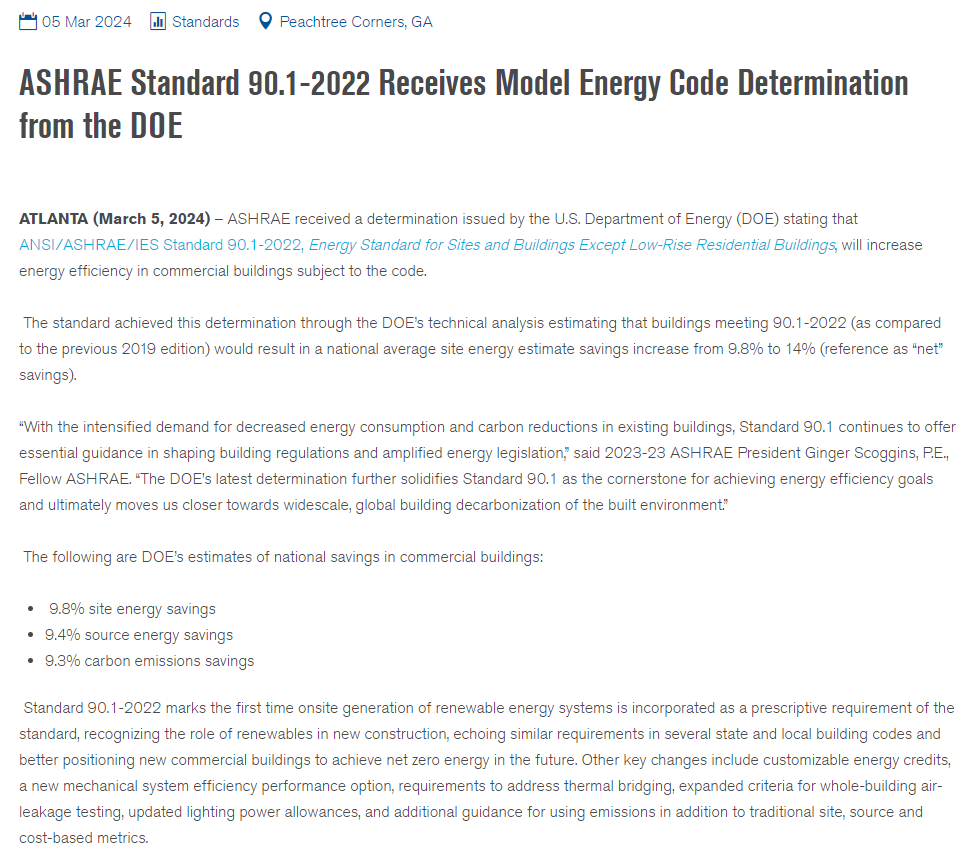 05 Mar 2024 Standards Peachtree Corners, GA
ASHRAE Standard 90.1-2022 Receives Model Energy Code Determination
from the DOE
ATLANTA (March 5, 2024) – ASHRAE received a determination issued by the U.S. Department of Energy (DOE) stating that
ANSI/ASHRAE/IES Standard 90.1-2022, Energy Standard for Sites and Buildings Except Low-Rise Residential Buildings, will increase
energy efficiency in commercial buildings subject to the code.
The standard achieved this determination through the DOE’s technical analysis estimating that buildings meeting 90.1-2022 (as compared
to the previous 2019 edition) would result in a national average site energy estimate savings increase from 9.8% to 14% (reference as “net”
savings).
“With the intensified demand for decreased energy consumption and carbon reductions in existing buildings, Standard 90.1 continues to offer
essential guidance in shaping building regulations and amplified energy legislation,” said 2023-23 ASHRAE President Ginger Scoggins, P.E.,
Fellow ASHRAE. “The DOE’s latest determination further solidifies Standard 90.1 as the cornerstone for achieving energy efficiency goals
and ultimately moves us closer towards widescale, global building decarbonization of the built environment.”
The following are DOE’s estimates of national savings in commercial buildings:
• 9.8% site energy savings
• 9.4% source energy savings
• 9.3% carbon emissions savings
Standard 90.1-2022 marks the first time onsite generation of renewable energy systems is incorporated as a prescriptive requirement of the
standard, recognizing the role of renewables in new construction, echoing similar requirements in several state and local building codes and
better positioning new commercial buildings to achieve net zero energy in the future. Other key changes include customizable energy credits,
a new mechanical system efficiency performance option, requirements to address thermal bridging, expanded criteria for whole-building air-
leakage testing, updated lighting power allowances, and additional guidance for using emissions in addition to traditional site, source and
cost-based metrics.